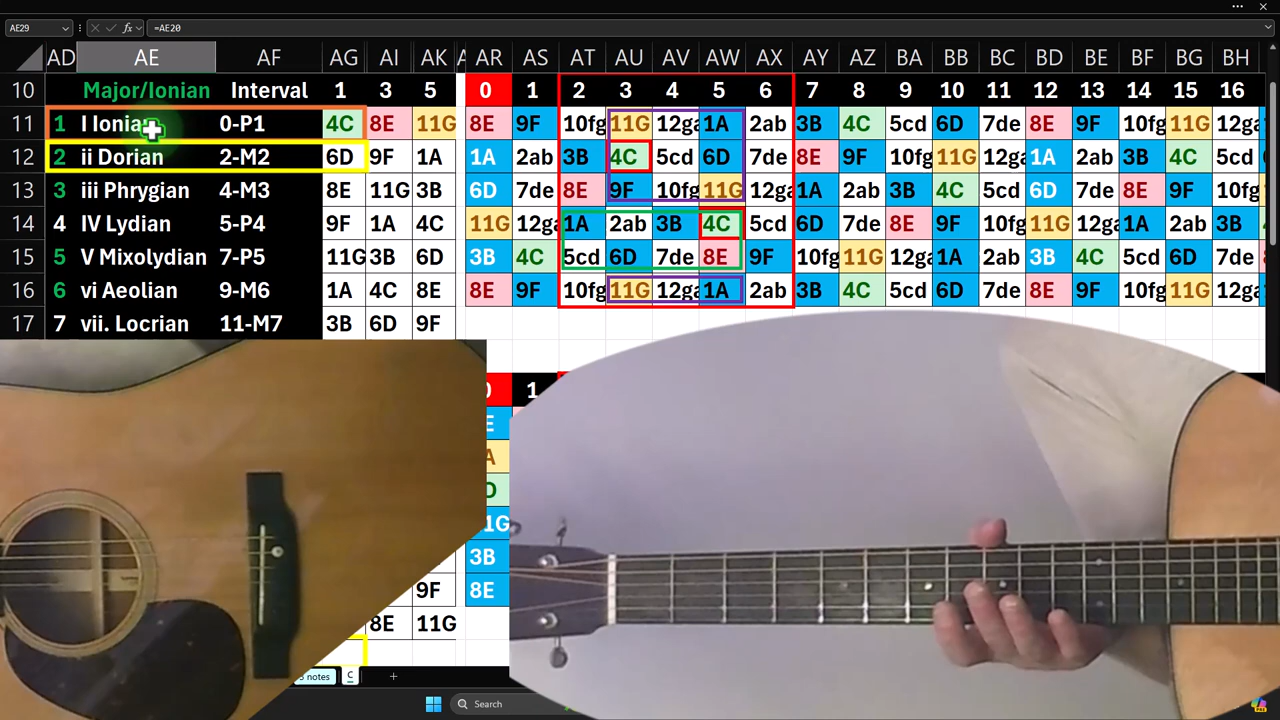 AE29 fx =AE20
AD AE AF AG AI AK AR AS AT AU AV AW AX AY AZ BA BB BC BD BE BF BG BH
10 Major/Ionian Interval 1 3 5 0 1 2 3 4 5 6 7 8 9 10 11 12 13 14 15 16
11 1 I Ionia 0-P1 4C 8E 11G 8E 9F 10fg 11G 12ga 1A 2ab 3B 4C 5cd 6D 7de 8E 9F 10fg 11G 12ga
12 2 ii Dorian 2-M2 6D 9F 1A 1A 2ab 3B 4C 5cd 6D 7de 8E 9F 10fg 11G 12ga 1A 2ab 3B 4C 5cd
13 3 iii Phrygian 4-M3 8E 11G 3B 6D 7de 8E 9F 10fg 11G 12ga 1A 2ab 3B 4C 5cd 6D 7de 8E 9F 10fg
14 4 IV Lydian 5-P4 9F 1A 4C 11G 12ga 1A 2ab 3B 4C 5cd 6D 7de 8E 9F 10fg 11G 12ga 1A 2ab 3B
15 5 V Mixolydian 7-P5 11G 3B 6D 3B 4C 5cd 6D 7de 8E 9F 10fg 11G 12ga 1A 2ab 3B 4C 5cd 6D 7de
16 6 vi Aeolian 9-M6 1A 4C 8E 8E 9F 10fg 11G 12ga 1A 2ab 3B 4C 5cd 6D 7de 8E 9F 10fg 11G 12ga
17 7 vii. Locrian 11-M7 3B 6D 9F
1
E
A
D
1G
3B
9F 8E
8E 11G
notes C +
Search